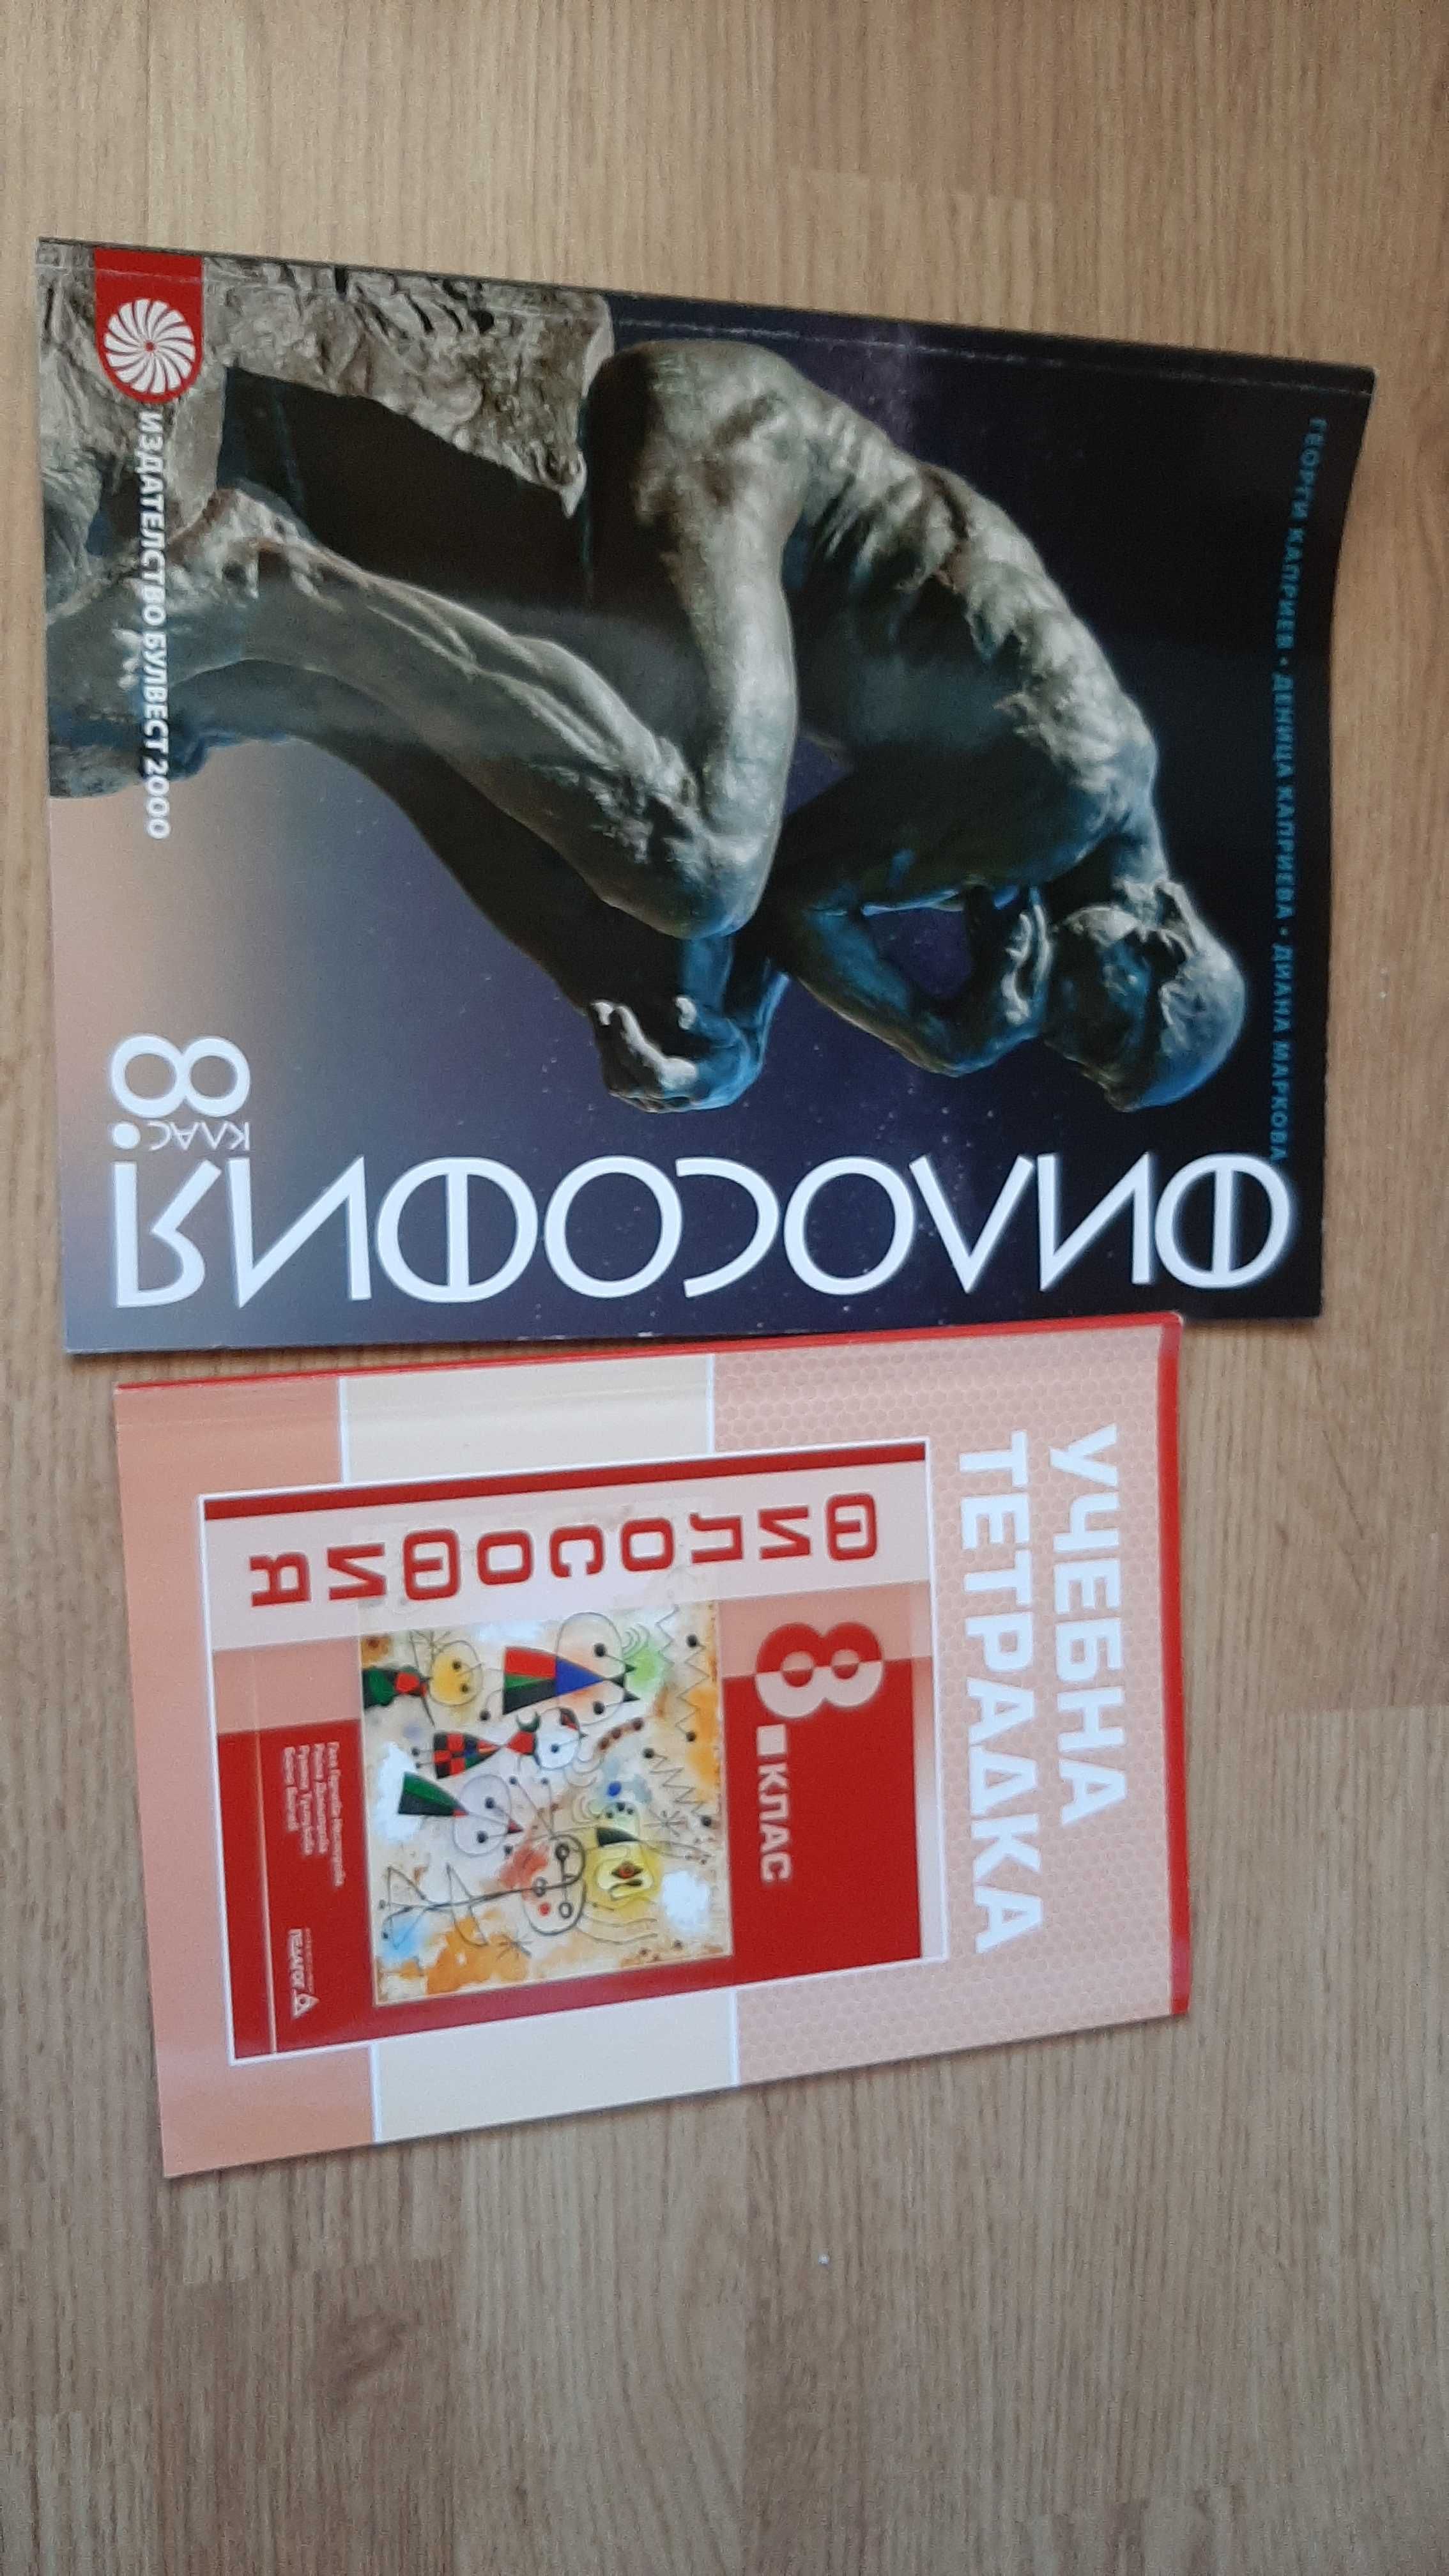 ГЕОРГИ КАПРИЕВ • ДЕНИЦА КАПРИЕВА • ДИАНА МАРКОВА
ФИЛОСОФИЯ
8.
КЛАС
ИЗДАТЕЛСТВО БУЛВЕСТ 2000
УЧЕБНА
ТЕТРАДКА
8. КЛАС
ФИЛОСОФИЯ
Румяна
ПЕДАГОГ 6